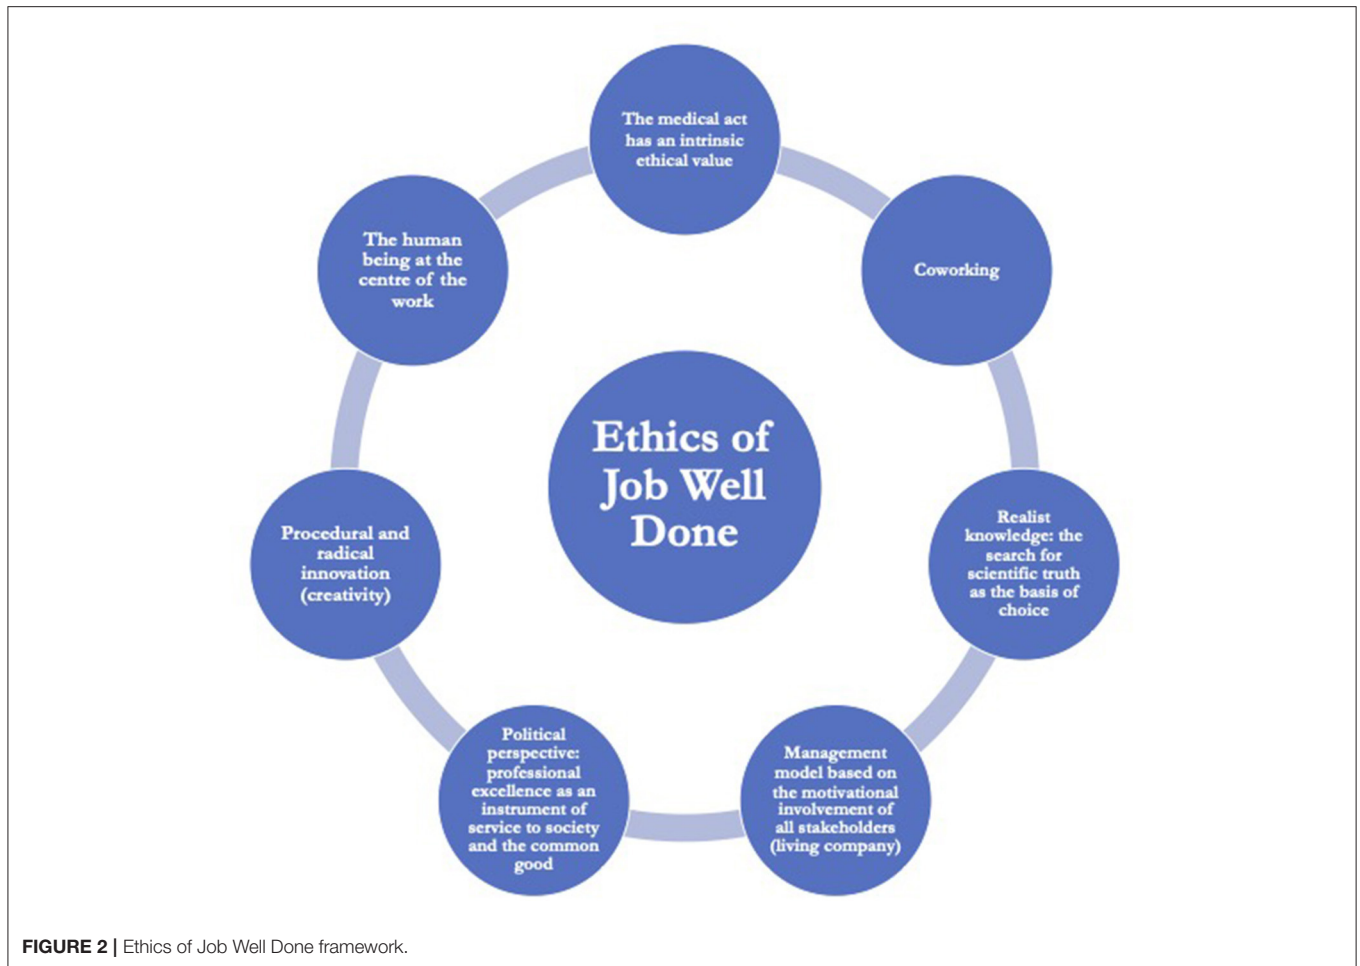 The medical act
has an intrinsic
ethical value
The human
being at the
centre of the
work
Coworking
Ethics of
Job Well
Done
Procedural and
radical
innovation
(creativity)
Realist
knowledge: the
search for
scientific truth
as the basis of
choice
Political
perspective:
professional
excellence as an
instrument of
service to society
and the common
good
Management
model based on
the motivational
involvement of
all stakeholders
(living company)
FIGURE 2 | Ethics of Job Well Done framework.